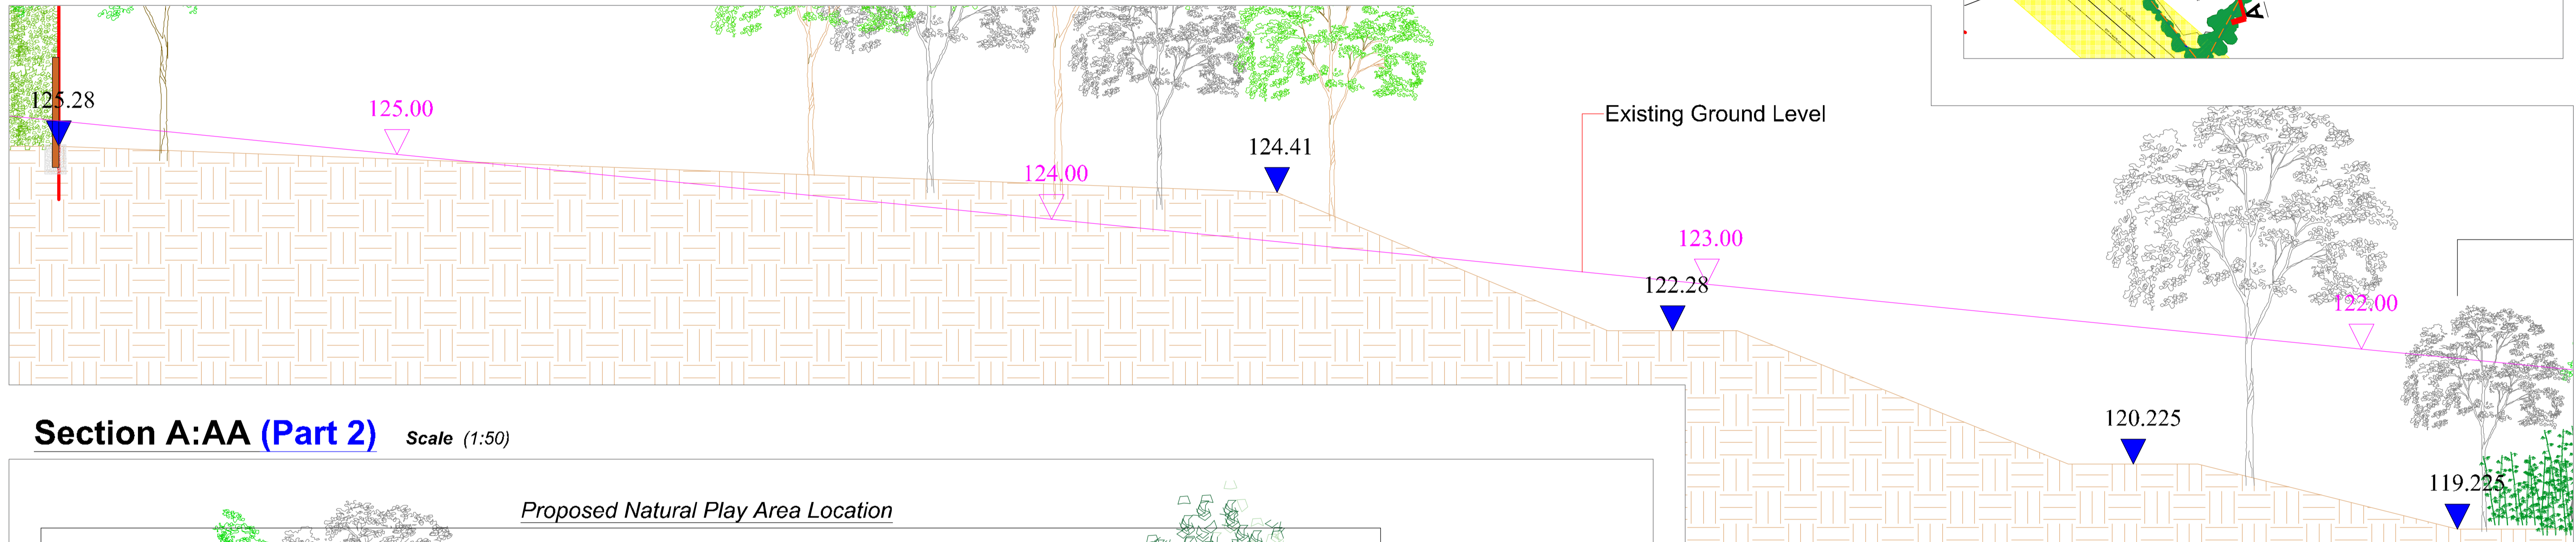 A
125.28
125.00
Existing Ground Level
124.41
124.00
123.00
122.28
122.00
120.225
Section A:AA (Part 2) Scale (1:50)
119.225
Proposed Natural Play Area Location